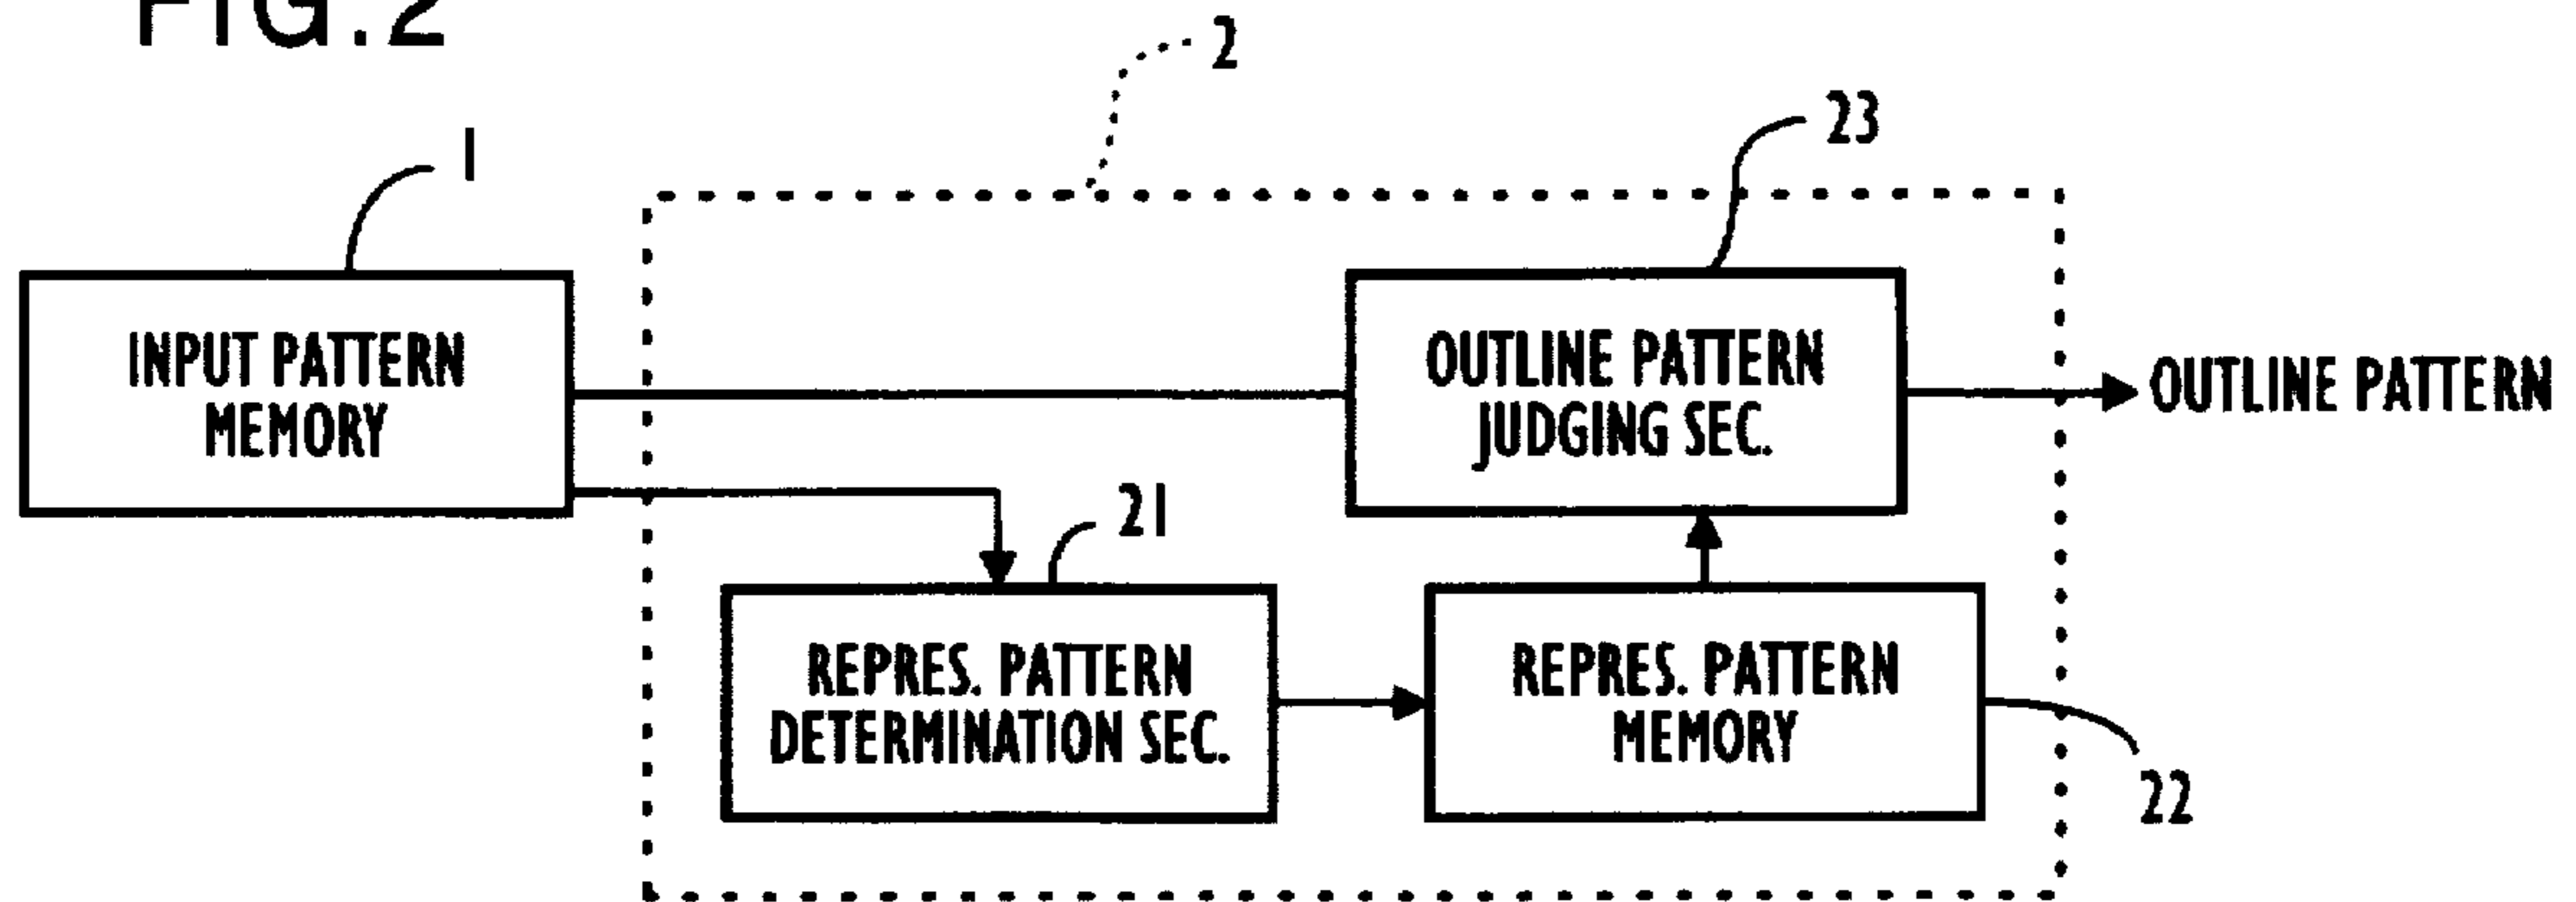 FIG.2
2
23
1
INPUT PATTERN
MEMORY
OUTLINE PATTERN
JUDGING SEC.
OUTLINE PATTERN
21
REPRES. PATTERN
DETERMINATION SEC.
REPRES. PATTERN
MEMORY
22